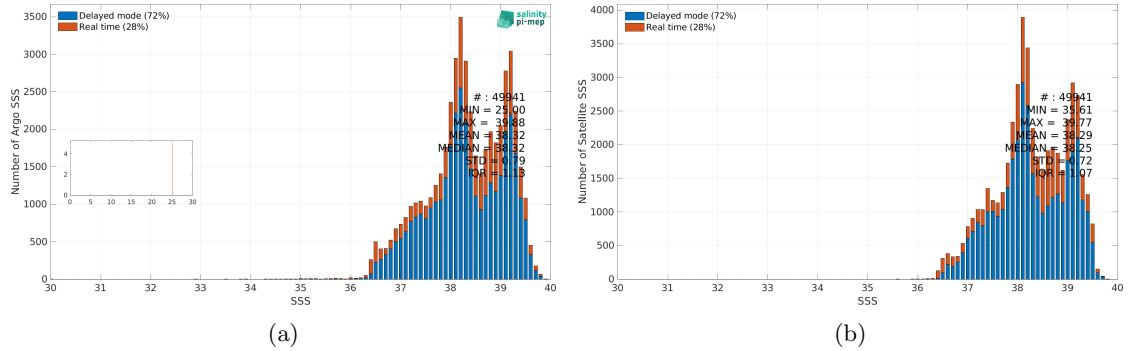 Delayed mode (72%)
Real time (28%)
salinity
pi-mep
Number of Argo SSS
3500
3000
2500
2000
1500
1000
500
0
# : 49941
MIN = 25.00
MAX = 39.88
MEAN = 38.32
MEDIAN = 38.32
STD = 0.79
IQR = 1.13
4
2
0
0 5 10 15 20 25 30
30 31 32 33 34 35 36 37 38 39 40
SSS
(a)
Delayed mode (72%)
Real time (28%)
Number of Satellite SSS
4500
4000
3500
3000
2500
2000
1500
1000
500
0
# : 49941
MIN = 35.61
MAX = 39.77
MEAN = 38.29
MEDIAN = 38.25
STD = 0.72
IQR = 1.07
30 31 32 33 34 35 36 37 38 39 40
SSS
(b)